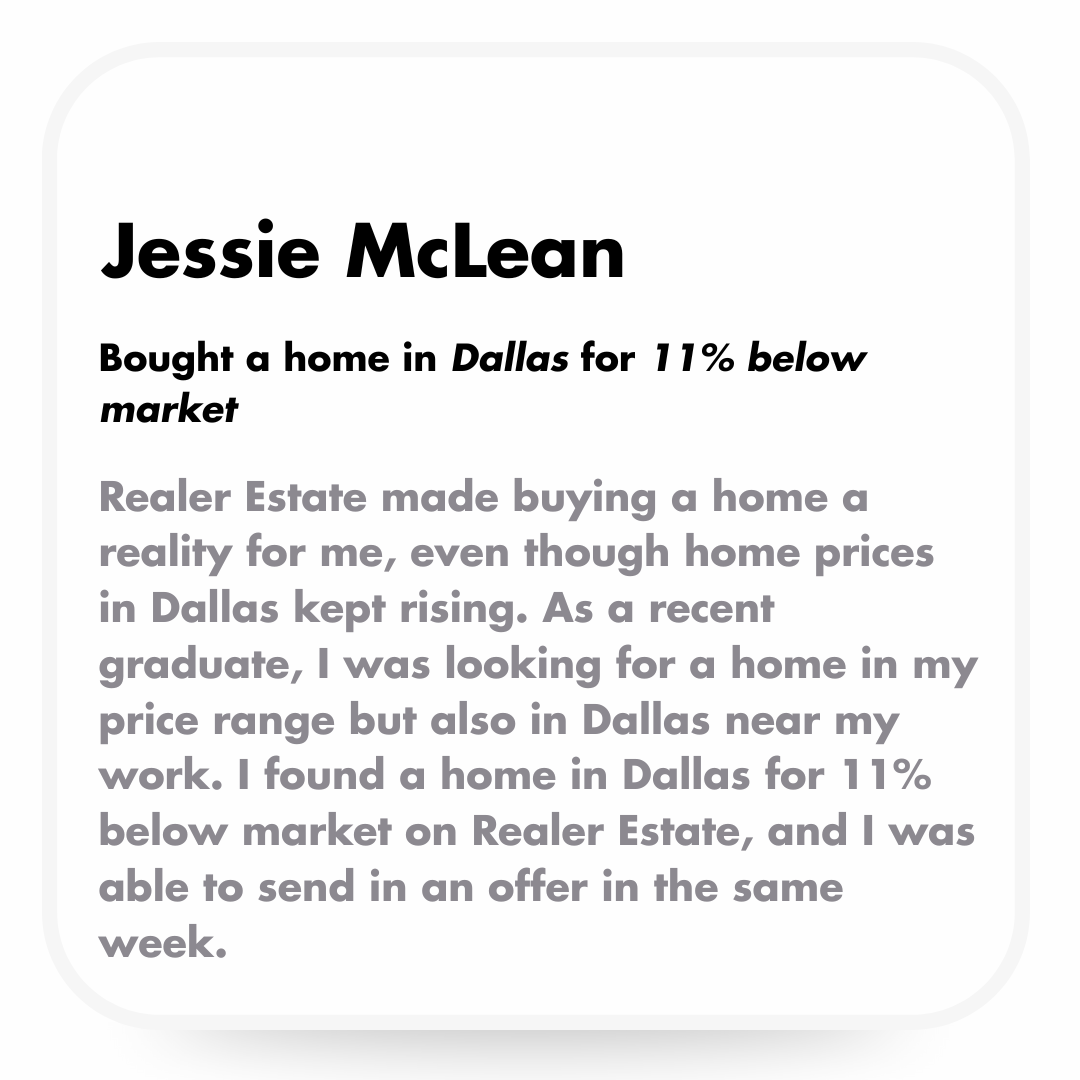 Jessie McLean
Bought a home in Dallas for 11% below
market
Realer Estate made buying a home a
reality for me, even though home prices
in Dallas kept rising. As a recent
graduate, I was looking for a home in my
price range but also in Dallas near my
work. I found a home in Dallas for 11%
below market on Realer Estate, and I was
able to send in an offer in the same
week.